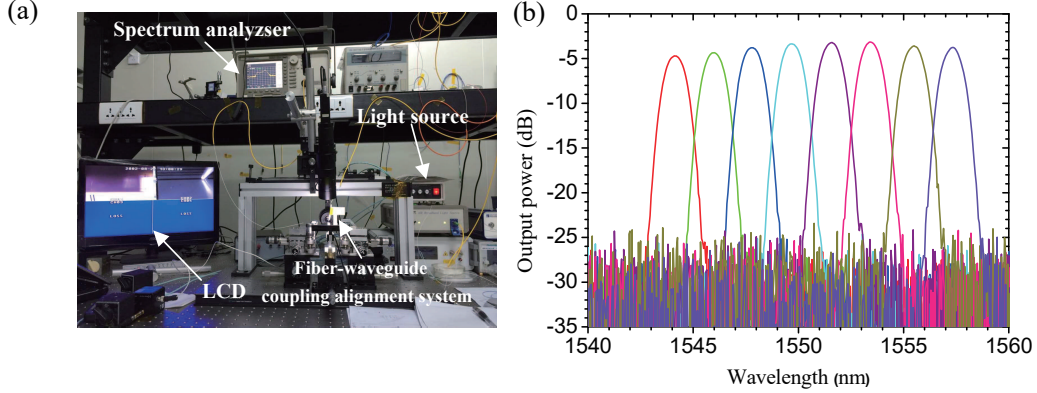 (a)
Spectrum analyzser
Light source
Fiber-waveguide
coupling alignment system
LCD
(b)
0
-5
-10
-15
-20
-25
-30
-35
Output power (dB)
1540
1545
1550
1555
1560
Wavelength (nm)